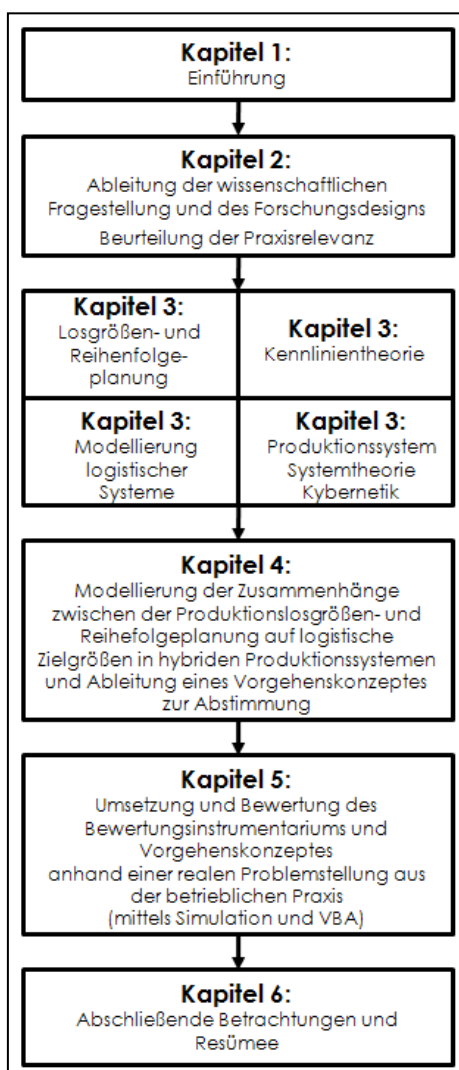 Kapitel 1:
Einführung
Kapitel 2:
Ableitung der wissenschaftlichen
Fragestellung und des Forschungsdesigns
Beurteilung der Praxisrelevanz
Kapitel 3:
Losgrößen- und
Reihenfolge-
planung
Kapitel 3:
Kennlinientheorie
Kapitel 3:
Modellierung
logistischer
Systeme
Kapitel 3:
Produktionssystem
Systemtheorie
Kybernetik
Kapitel 4:
Modellierung der Zusammenhänge
zwischen der Produktionslosgrößen- und
Reihefolgeplanung auf logistische
Zielgrößen in hybriden Produktionssystemen
und Ableitung eines Vorgehenskonzeptes
zur Abstimmung
Kapitel 5:
Umsetzung und Bewertung des
Bewertungsinstrumentariums und
Vorgehenskonzeptes
anhand einer realen Problemstellung aus
der betrieblichen Praxis
(mittels Simulation und VBA)
Kapitel 6:
Abschließende Betrachtungen und
Resümee